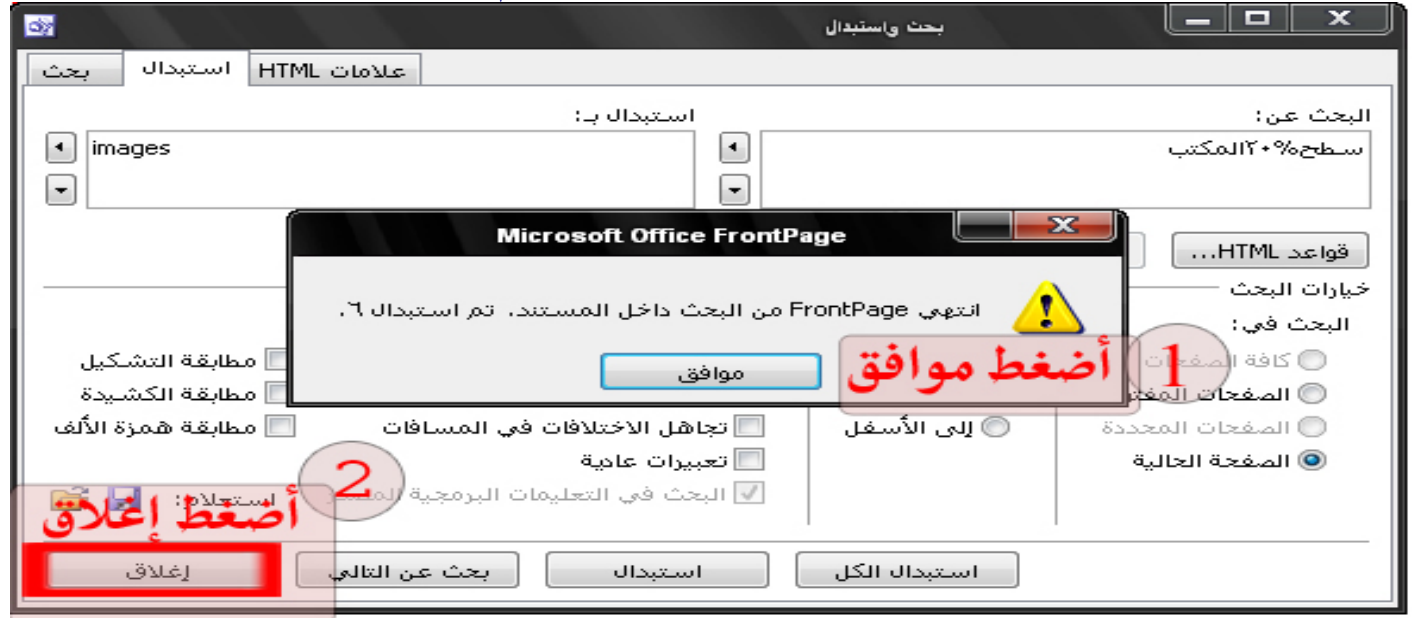 بحث واستبدال
بحث
استبدال
علامات HTML
البحث عن:
استبدال بـ:
سطح%٢٠المكتب
images
قواعد HTML...
Microsoft Office FrontPage
انتهي FrontPage من البحث داخل المستند. تم استبدال ٦.
موافق
1
أضغط موافق
خيارات البحث
البحث في:
كافة الصفحات
الصفحات
الصفحات المحددة
الصفحة الحالية
إلى الأسفل
تجاهل الاختلافات في المسافات
تعبيرات عادية
البحث في التعليمات البرمجية
مطابقة التشكيل
مطابقة الكشيدة
مطابقة همزة الألف
استعلام:
2
أضغط إغلاق
استبدال الكل
استبدال
بحث عن التالي
إغلاق